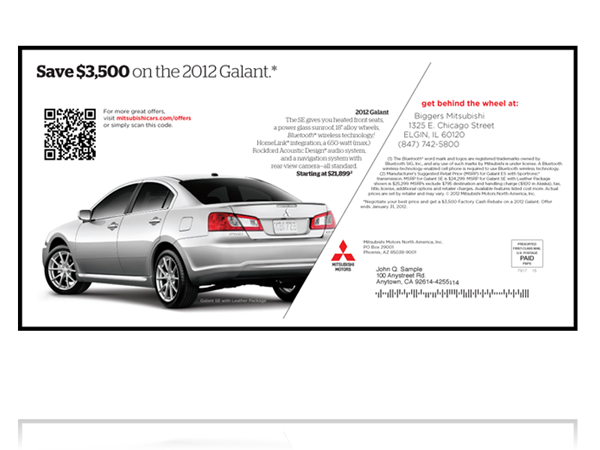 Save $3,500 on the 2012 Galant.*
For more great offers,
visit mitsubishicars.com/offers
or simply scan this code.
2012 Galant
The SE gives you heated front seats,
a power glass sunroof, 18" alloy wheels,
Bluetooth® wireless technology,¹
HomeLink® integration, a 650-watt (max.)
Rockford Acoustic Design® audio system,
and a navigation system with
rear-view camera—all standard.
Starting at $21,899²
get behind the wheel at:
Biggers Mitsubishi
1325 E. Chicago Street
ELGIN, IL 60120
(847) 742-5800
(1) The Bluetooth® word mark and logos are registered trademarks owned by
Bluetooth SIG, Inc., and any use of such marks by Mitsubishi is under license. A Bluetooth
wireless technology-enabled cell phone is required to use Bluetooth wireless technology.
(2) Manufacturer's Suggested Retail Price (MSRP) for Galant ES with Sportronic®
transmission. MSRP for Galant SE is $24,299. MSRP for Galant SE with Leather Package
shown is $25,299. MSRPs exclude $795 destination and handling charge ($920 in Alaska), tax,
title, license, additional options and retailer charges. Available features listed cost more. Actual
prices are set by retailer and may vary. © 2012 Mitsubishi Motors North America, Inc.
*Negotiate your best price and get a $3,500 Factory Cash Rebate on a 2012 Galant. Offer
ends January 31, 2012.
Galant SE with Leather Package
MITSUBISHI
MOTORS
Mitsubishi Motors North America, Inc.
PO Box 29001
Phoenix, AZ 85038-9001
PRESORTED
FIRST-CLASS MAIL
U.S. POSTAGE
PAID
John Q. Sample
100 Anystreet Rd.
Anytown, CA 92614-4255114